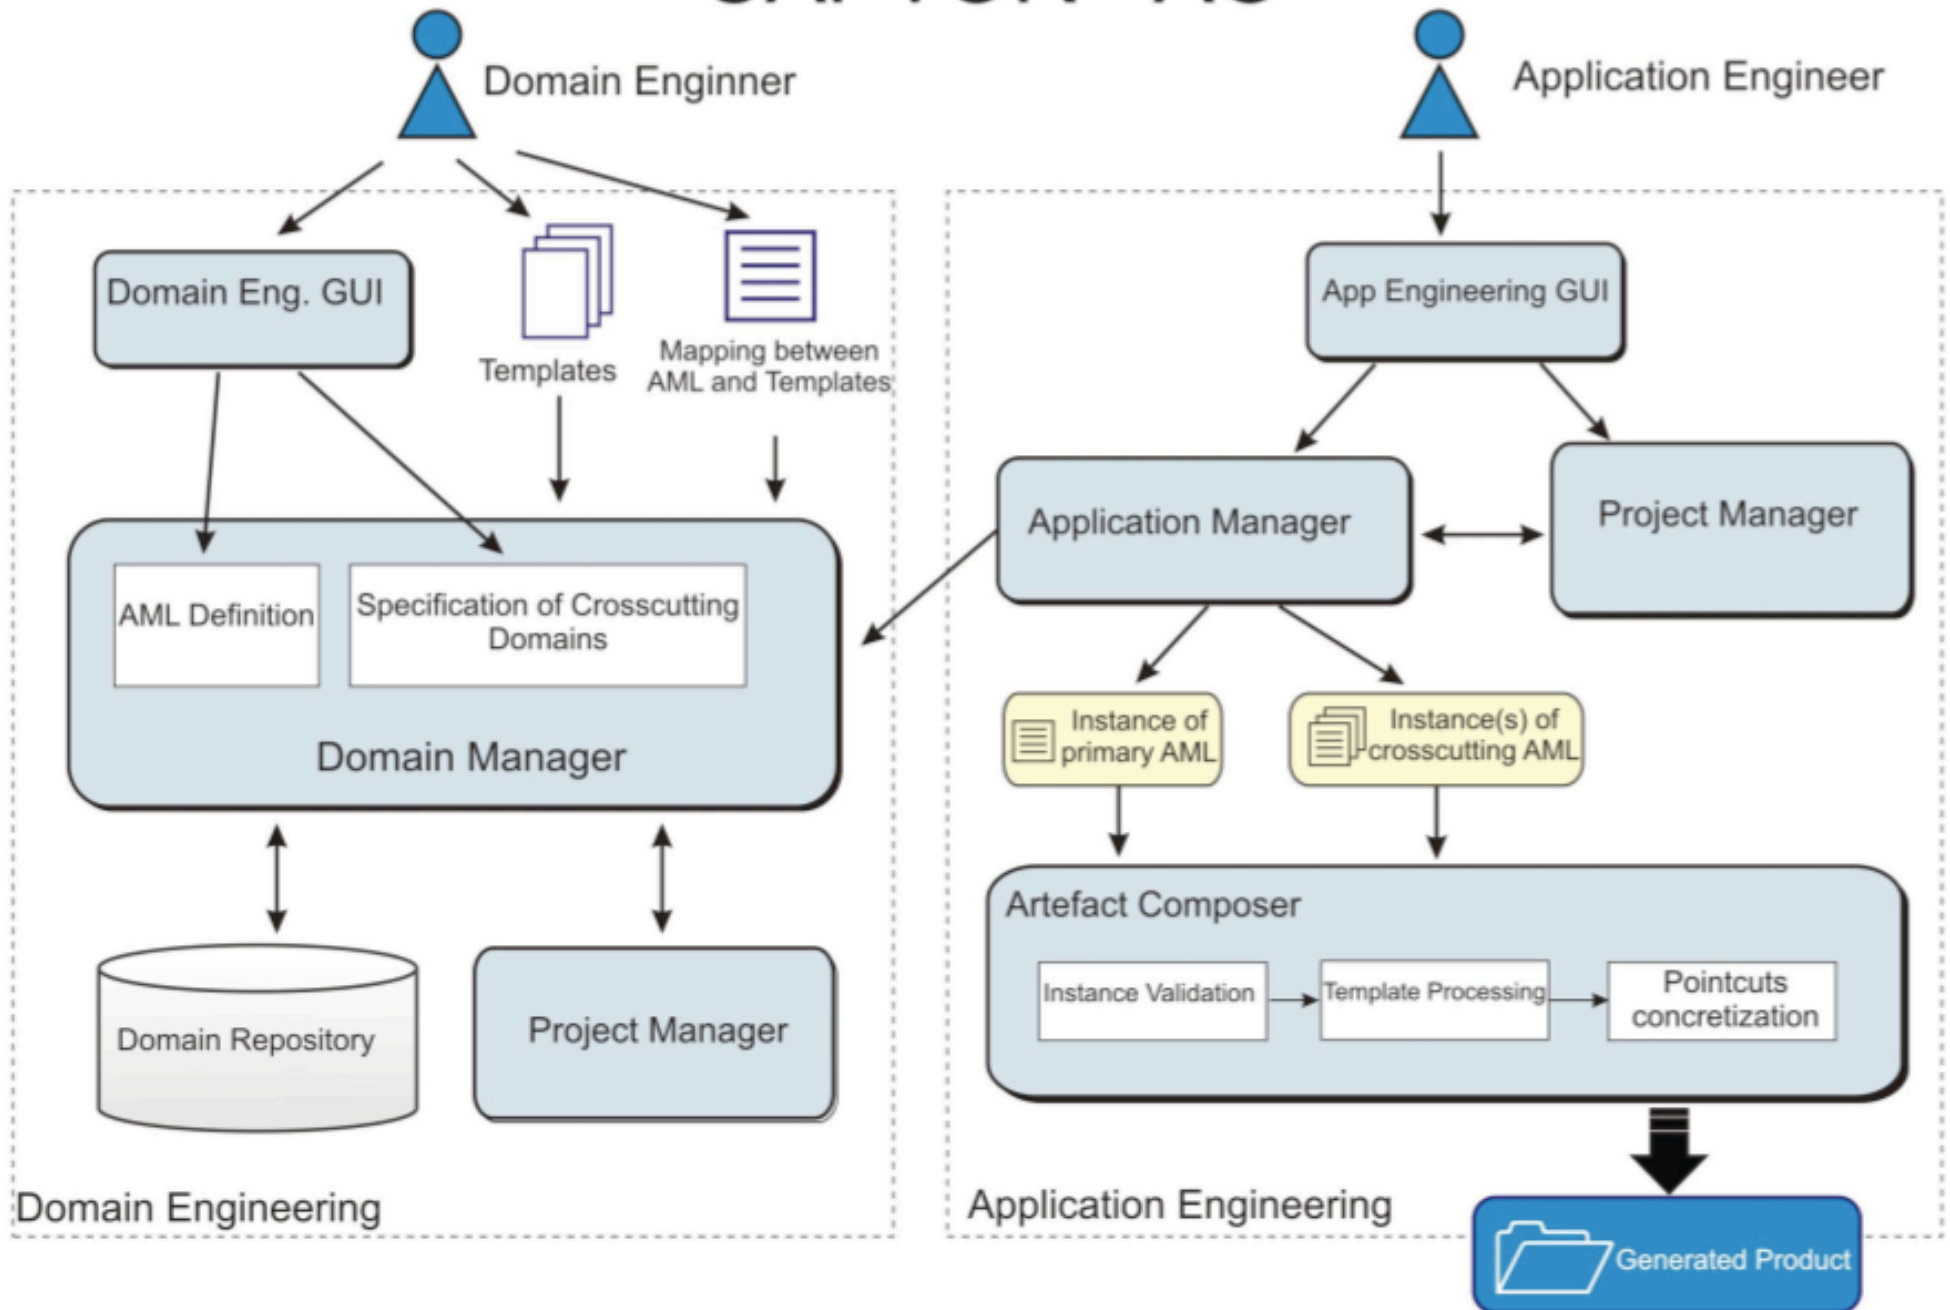 Domain Enginner
Application Engineer
Domain Eng. GUI
Templates
Mapping between
AML and Templates
AML Definition
Specification of Crosscutting
Domains
Domain Manager
Domain Repository
Project Manager
Domain Engineering
App Engineering GUI
Application Manager
Project Manager
Instance of
primary AML
Instance(s) of
crosscutting AML
Artefact Composer
Instance Validation
Template Processing
Pointcuts
concretization
Application Engineering
Generated Product